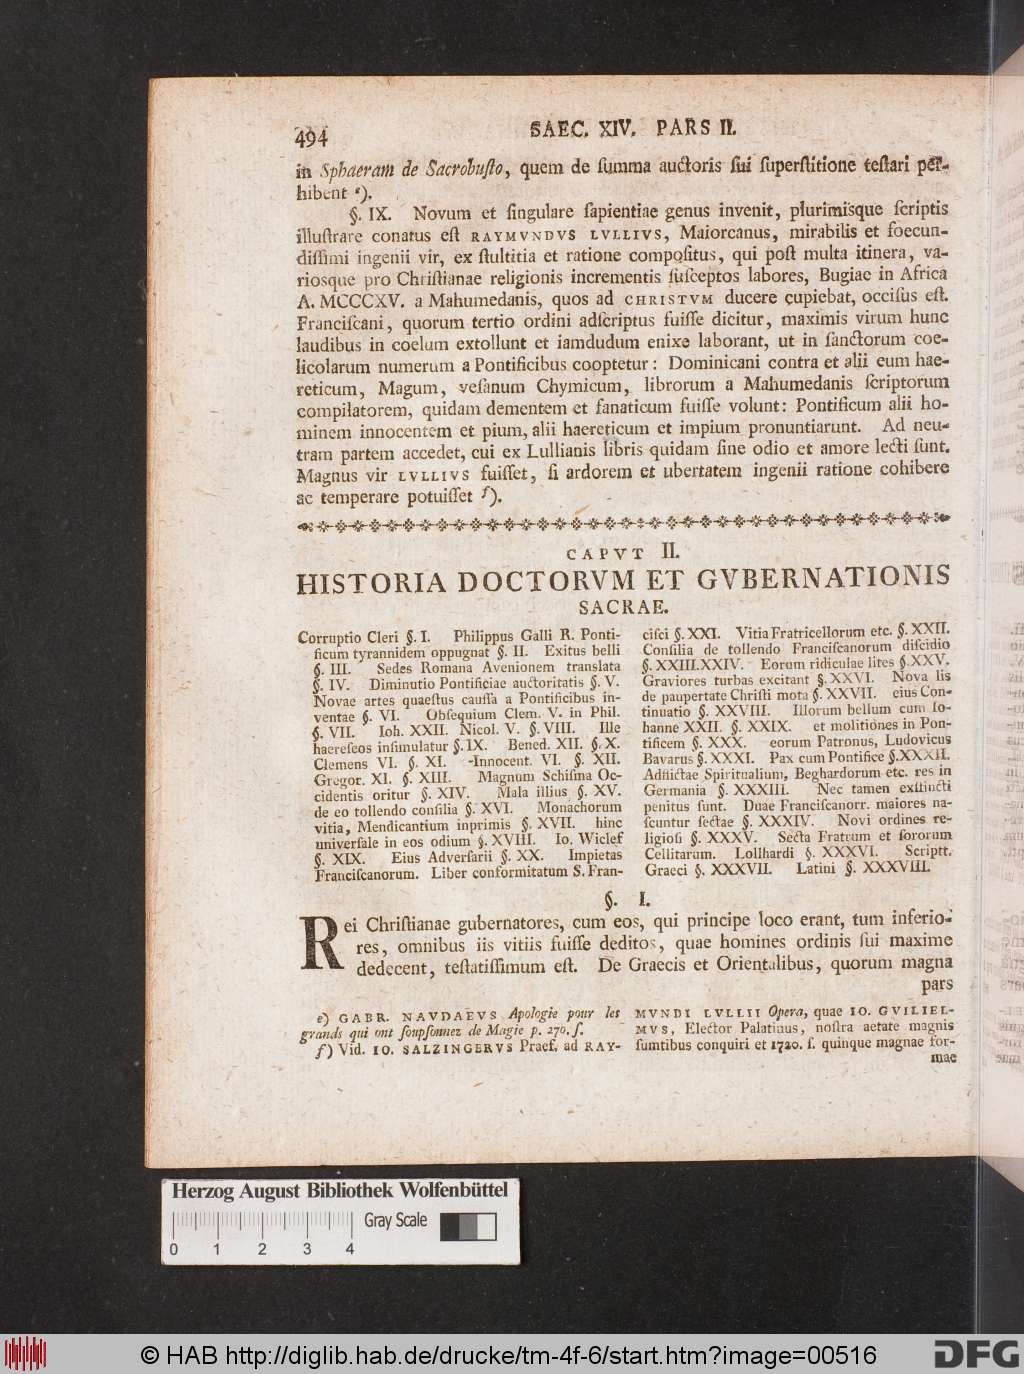 494
SAEC. XIV. PARS II.
in Sphaeram de Sacrobuſto, quem de ſumma auctoris ſui ſuperſtitione teſtari per-
hibent e).
§. IX. Novum et ſingulare ſapientiae genus invenit, plurimisque ſcriptis
illuſtrare conatus eſt RAYMVNDVS LVLLIVS, Maiorcanus, mirabilis et foecun-
diſſimi ingenii vir, ex ſtultitia et ratione compoſitus, qui poſt multa itinera, va-
riosque pro Chriſtianae religionis incrementis ſuſceptos labores, Bugiae in Africa
A. MCCCXV. a Mahumedanis, quos ad CHRISTVM ducere cupiebat, occiſus eſt.
Franciſcani, quorum tertio ordini adſcriptus fuiſſe dicitur, maximis virum hunc
laudibus in coelum extollunt et iamdudum enixe laborant, ut in ſanctorum coe-
licolarum numerum a Pontificibus cooptetur: Dominicani contra et alii eum hae-
reticum, Magum, veſanum Chymicum, librorum a Mahumedanis ſcriptorum
compilatorem, quidam dementem et fanaticum fuiſſe volunt: Pontificum alii ho-
minem innocentem et pium, alii haereticum et impium pronuntiarunt. Ad neu-
tram partem accedet, cui ex Lullianis libris quidam ſine odio et amore lecti ſunt.
Magnus vir LVLLIVS fuiſſet, ſi ardorem et ubertatem ingenii ratione cohibere
ac temperare potuiſſet f).
CAPVT II.
HISTORIA DOCTORVM ET GVBERNATIONIS
SACRAE.
Corruptio Cleri §. I. Philippus Galli R. Ponti-
ficum tyrannidem oppugnat §. II. Exitus belli
§. III. Sedes Romana Avenionem translata
§. IV. Diminutio Pontificiae auctoritatis §. V.
Novae artes quaeſtus cauſſa a Pontificibus in-
ventae §. VI. Obſequium Clem. V. in Phil.
§. VII. Ioh. XXII. Nicol. V. §. VIII. Ille
haereſeos inſimulatur §. IX. Bened. XII. §. X.
Clemens VI. §. XI. Innocent. VI. §. XII.
Gregor. XI. §. XIII. Magnum Schiſma Oc-
cidentis oritur §. XIV. Mala illius §. XV.
de eo tollendo conſilia §. XVI. Monachorum
vitia, Mendicantium inprimis §. XVII. hinc
univerſale in eos odium §. XVIII. Io. Wiclef
§. XIX. Eius Adverſarii §. XX. Impietas
Franciſcanorum. Liber conformitatum S. Fran-
ciſci §. XXI. Vitia Fratricellorum etc. §. XXII.
Conſilia de tollendo Franciſcanorum diſcidio
§. XXIII. XXIV. Eorum ridiculae lites §. XXV.
Graviores turbas excitant §. XXVI. Nova lis
de paupertate Chriſti mota §. XXVII. eius Con-
tinuatio §. XXVIII. Illorum bellum cum Io-
hanne XXII. §. XXIX. et molitiones in Pon-
tificem §. XXX. eorum Patronus, Ludovicus
Bavarus §. XXXI. Pax cum Pontifice §. XXXII.
Adflictae Spiritualium, Beghardorum etc. res in
Germania §. XXXIII. Nec tamen exſtincti
penitus ſunt. Duae Franciſcanorr. maiores na-
ſcuntur ſectae §. XXXIV. Novi ordines re-
ligioſi §. XXXV. Secta Fratrum et ſororum
Cellitarum. Lollhardi §. XXXVI. Scriptt.
Graeci §. XXXVII. Latini §. XXXVIII.
§. I.
Rei Chriſtianae gubernatores, cum eos, qui principe loco erant, tum inferio-
res, omnibus iis vitiis fuiſſe deditos, quae homines ordinis ſui maxime
dedecent, teſtatiſſimum eſt. De Graecis et Orientalibus, quorum magna
pars
e) GABR. NAVDAEVS Apologie pour les
grands qui ont ſoupſonnez de Magie p. 270. ſ.
f) Vid. IO. SALZINGERVS Praef. ad RAY-
MVNDI LVLLII Opera, quae IO. GVILIEL-
MVS, Elector Palatinus, noſtra aetate magnis
ſumtibus conquiri et 1720. ſ. quinque magnae for-
mae
Herzog August Bibliothek Wolfenbüttel
Gray Scale
0 1 2 3 4
© HAB http://diglib.hab.de/drucke/tm-4f-6/start.htm?image=00516
DFG